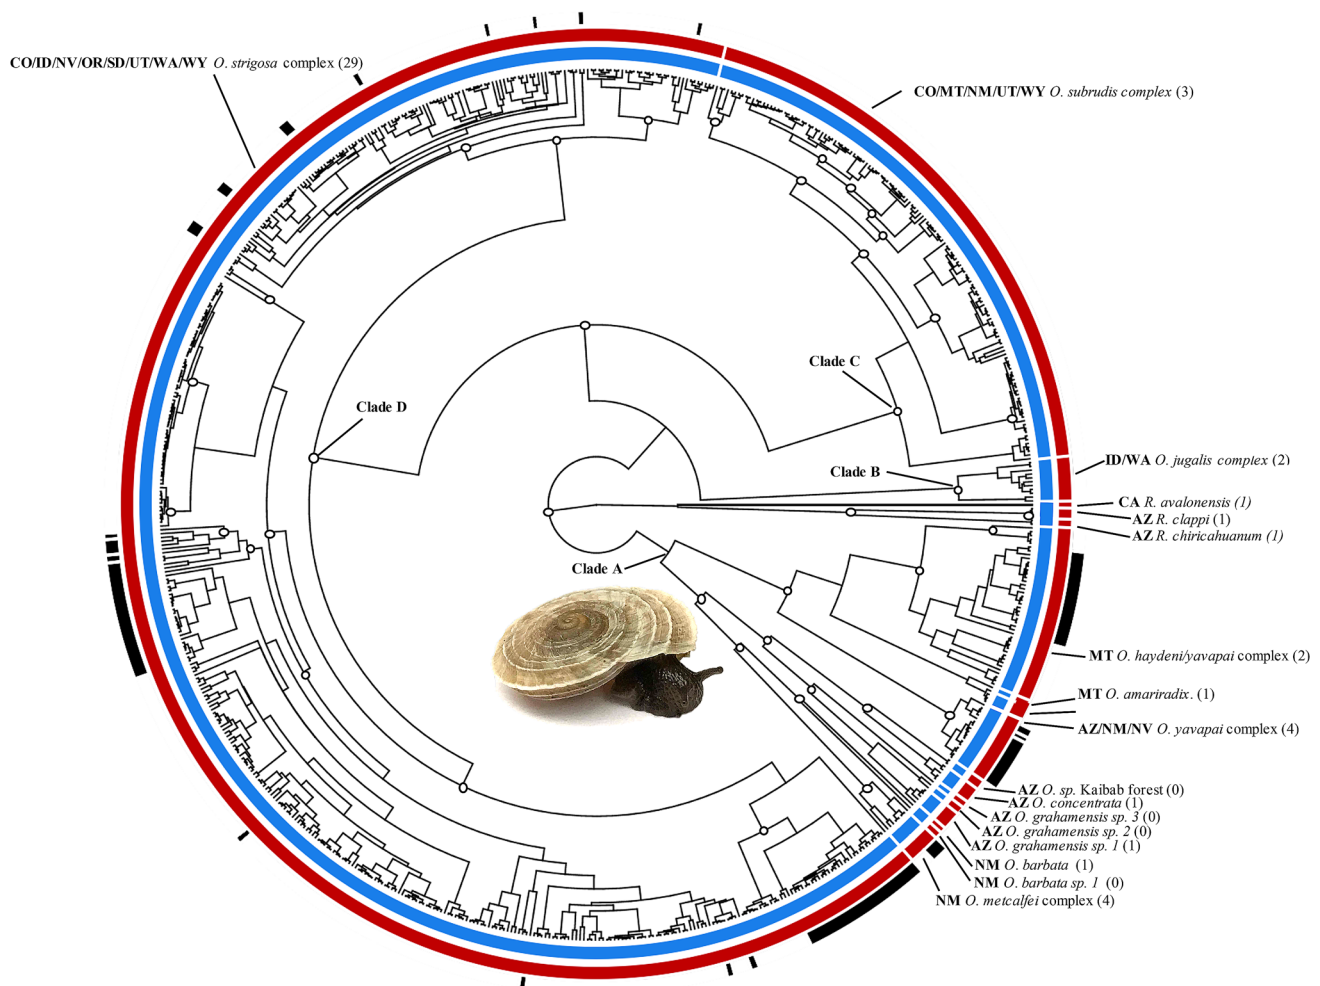 CO/ID/NV/OR/SD/UT/WA/WY O. strigosa complex (29)
CO/MT/NM/UT/WY O. subrudis complex (3)
Clade C
Clade D
ID/WA O. jugalis complex (2)
Clade B
CA R. avalonensis (1)
AZ R. clappi (1)
AZ R. chiricahuanum (1)
Clade A
MT O. haydeni/yavapai complex (2)
MT O. amariradix. (1)
AZ/NM/NV O. yavapai complex (4)
AZ O. sp. Kaibab forest (0)
AZ O. concentrata (1)
AZ O. grahamensis sp. 3 (0)
AZ O. grahamensis sp. 2 (0)
AZ O. grahamensis sp. 1 (1)
NM O. barbata (1)
NM O. barbata sp. 1 (0)
NM O. metcalfei complex (4)